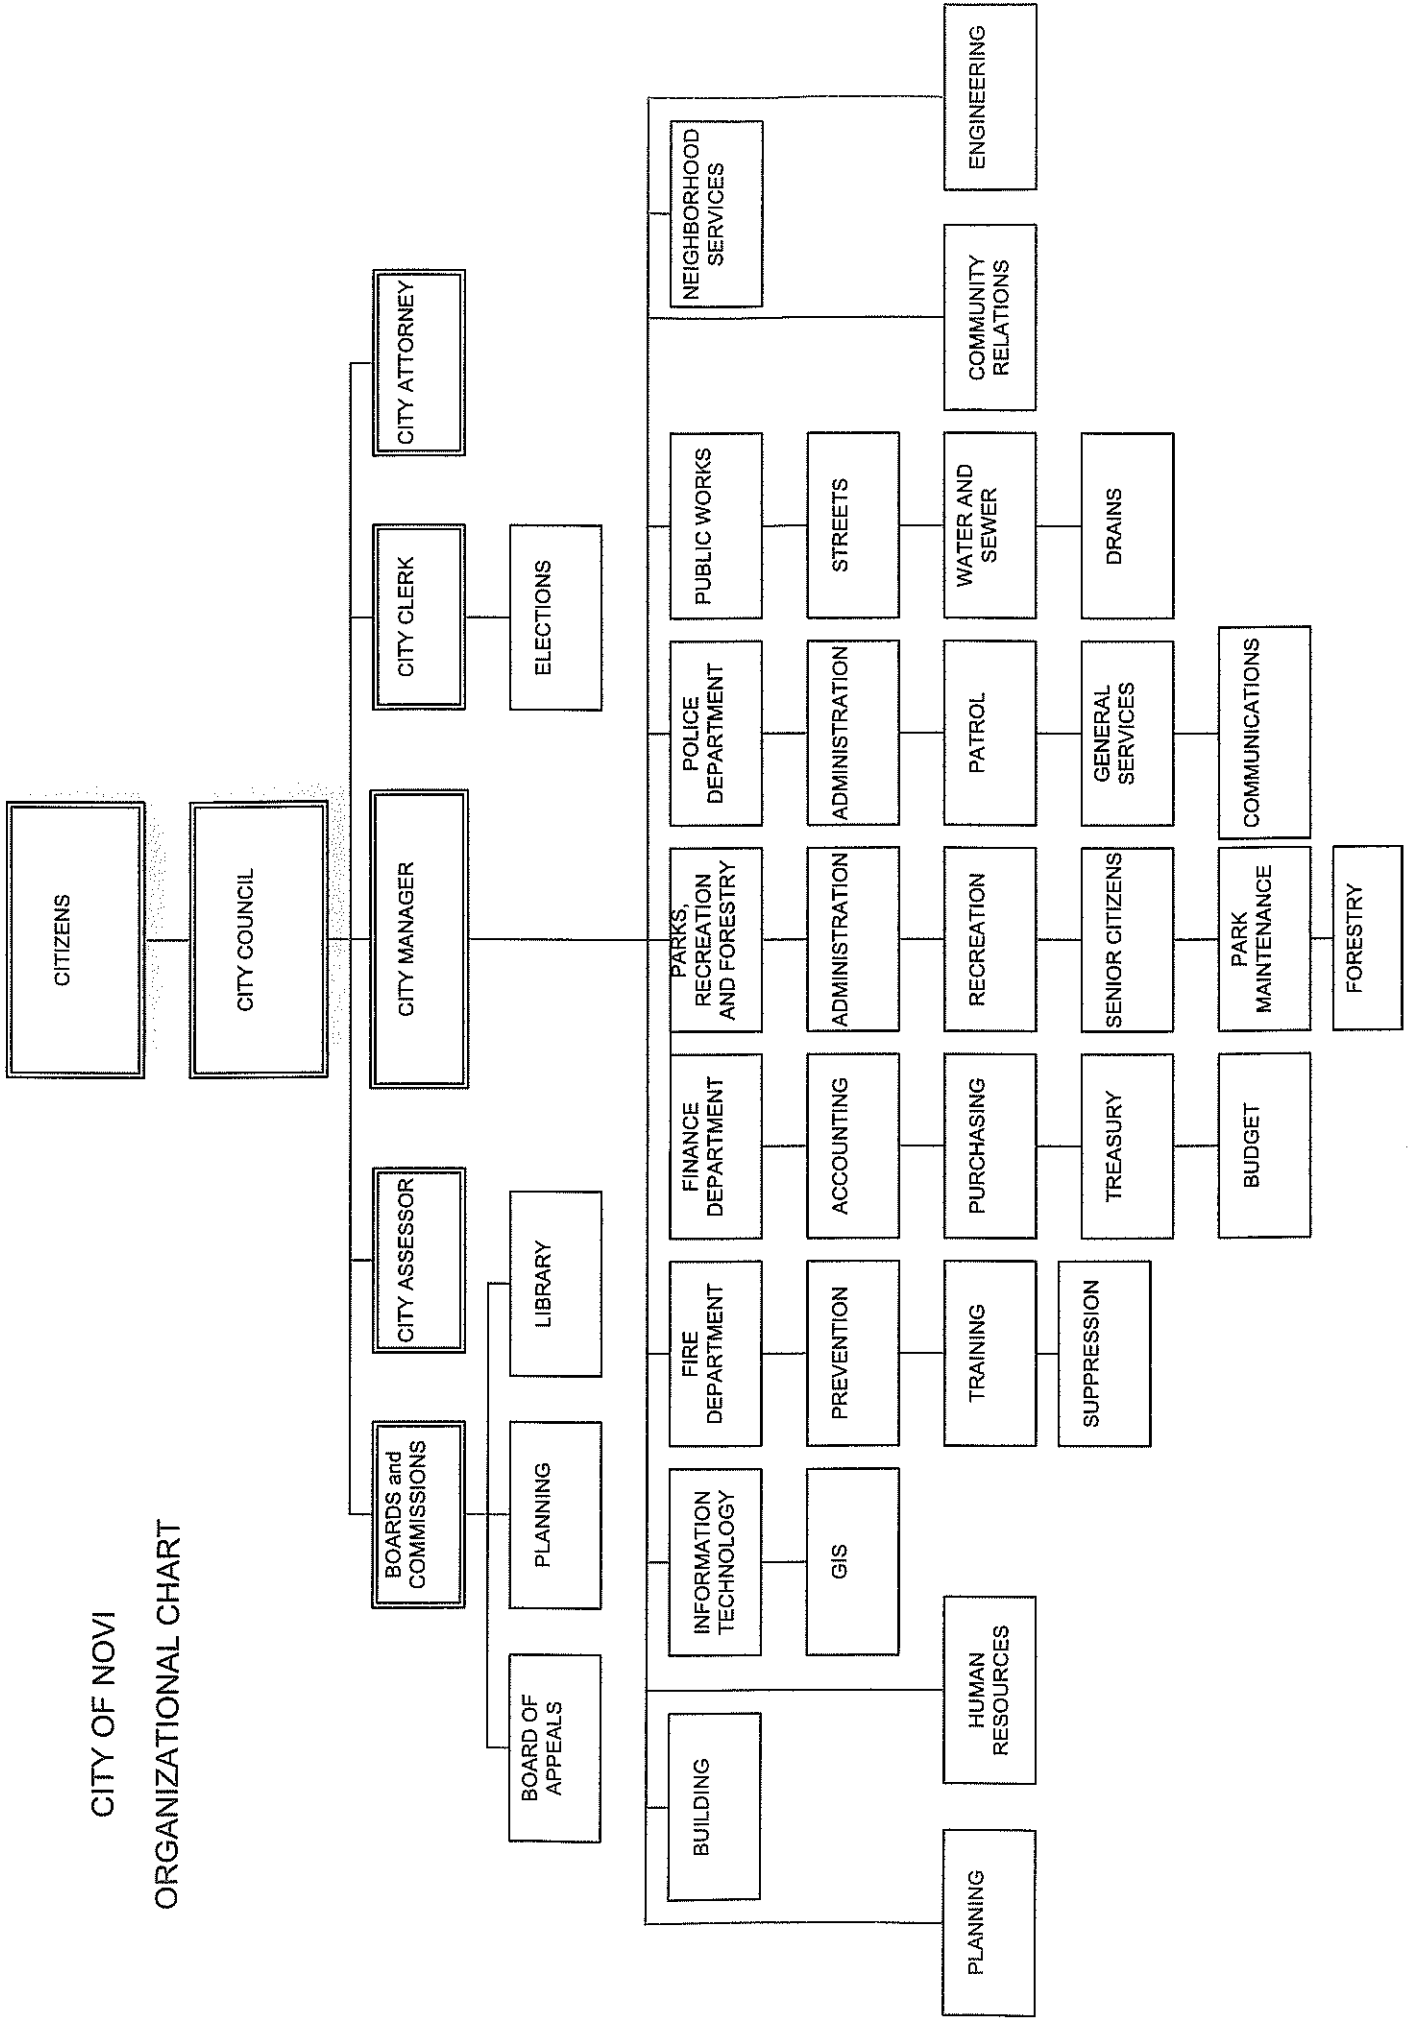 CITY OF NOVI
ORGANIZATIONAL CHART
CITIZENS
CITY COUNCIL
BOARDS and
COMMISSIONS
CITY ASSESSOR
CITY MANAGER
CITY CLERK
CITY ATTORNEY
BOARD OF
APPEALS
PLANNING
LIBRARY
ELECTIONS
BUILDING
INFORMATION
TECHNOLOGY
FIRE
DEPARTMENT
FINANCE
DEPARTMENT
PARKS,
RECREATION
AND FORESTRY
POLICE
DEPARTMENT
PUBLIC WORKS
NEIGHBORHOOD
SERVICES
GIS
PREVENTION
ACCOUNTING
ADMINISTRATION
ADMINISTRATION
STREETS
PLANNING
HUMAN
RESOURCES
TRAINING
PURCHASING
RECREATION
PATROL
WATER AND
SEWER
COMMUNITY
RELATIONS
ENGINEERING
SUPPRESSION
TREASURY
SENIOR CITIZENS
GENERAL
SERVICES
DRAINS
BUDGET
PARK
MAINTENANCE
COMMUNICATIONS
FORESTRY